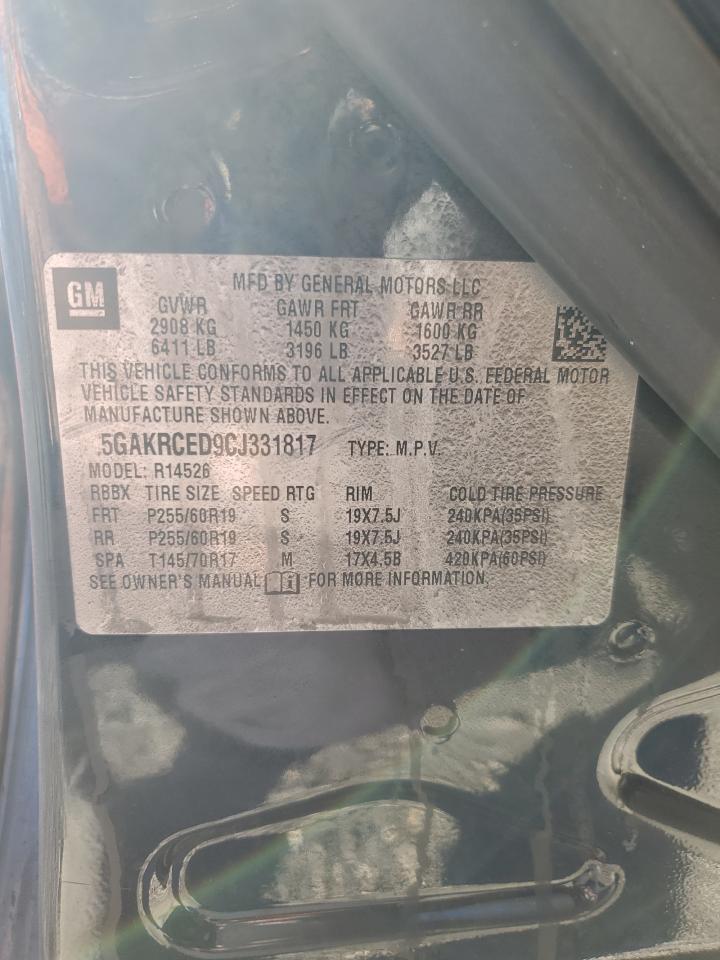 GM
MFD BY GENERAL MOTORS LLC
GVWR GAWR FRT GAWR RR
2908 KG 1450 KG 1600 KG
6411 LB 3196 LB 3527 LB
THIS VEHICLE CONFORMS TO ALL APPLICABLE U.S. FEDERAL MOTOR
VEHICLE SAFETY STANDARDS IN EFFECT ON THE DATE OF
MANUFACTURE SHOWN ABOVE.
5GAKRCED9CJ331817 TYPE: M.P.V.
MODEL: R14526
RBBX TIRE SIZE SPEED RTG RIM COLD TIRE PRESSURE
FRT P255/60R19 S 19X7.5J 240KPA(35PSI)
RR P255/60R19 S 19X7.5J 240KPA(35PSI)
SPA T145/70R17 M 17X4.5B 420KPA(60PSI)
SEE OWNER'S MANUAL FOR MORE INFORMATION.